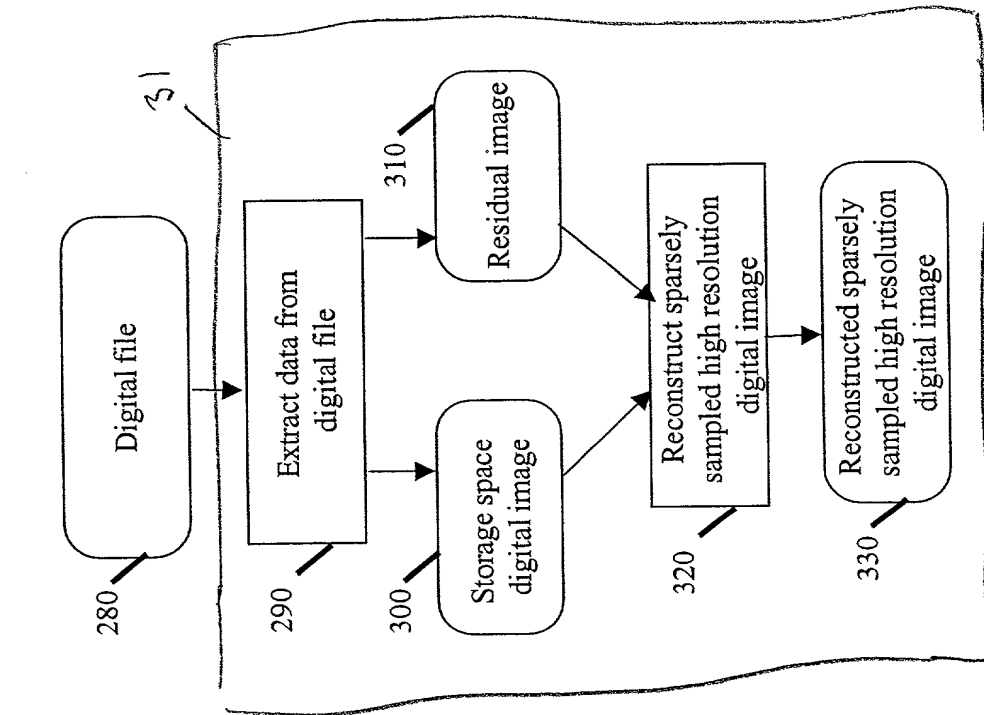 31
Digital file
280
Extract data from
digital file
290
310
Residual image
Storage space
digital image
300
Reconstruct sparsely
sampled high resolution
digital image
320
Reconstructed sparsely
sampled high resolution
digital image
330